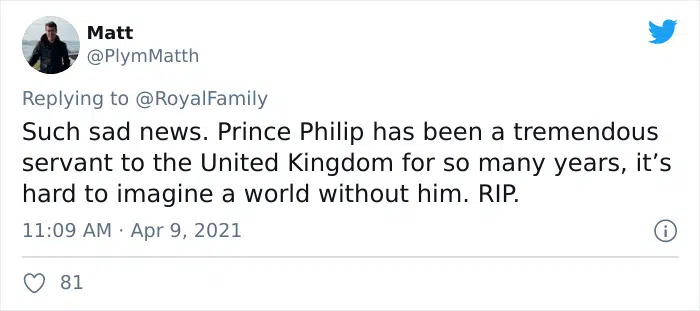 Matt
@PlymMatth
Replying to @RoyalFamily
Such sad news. Prince Philip has been a tremendous
servant to the United Kingdom for so many years, it’s
hard to imagine a world without him. RIP.
11:09 AM · Apr 9, 2021
81